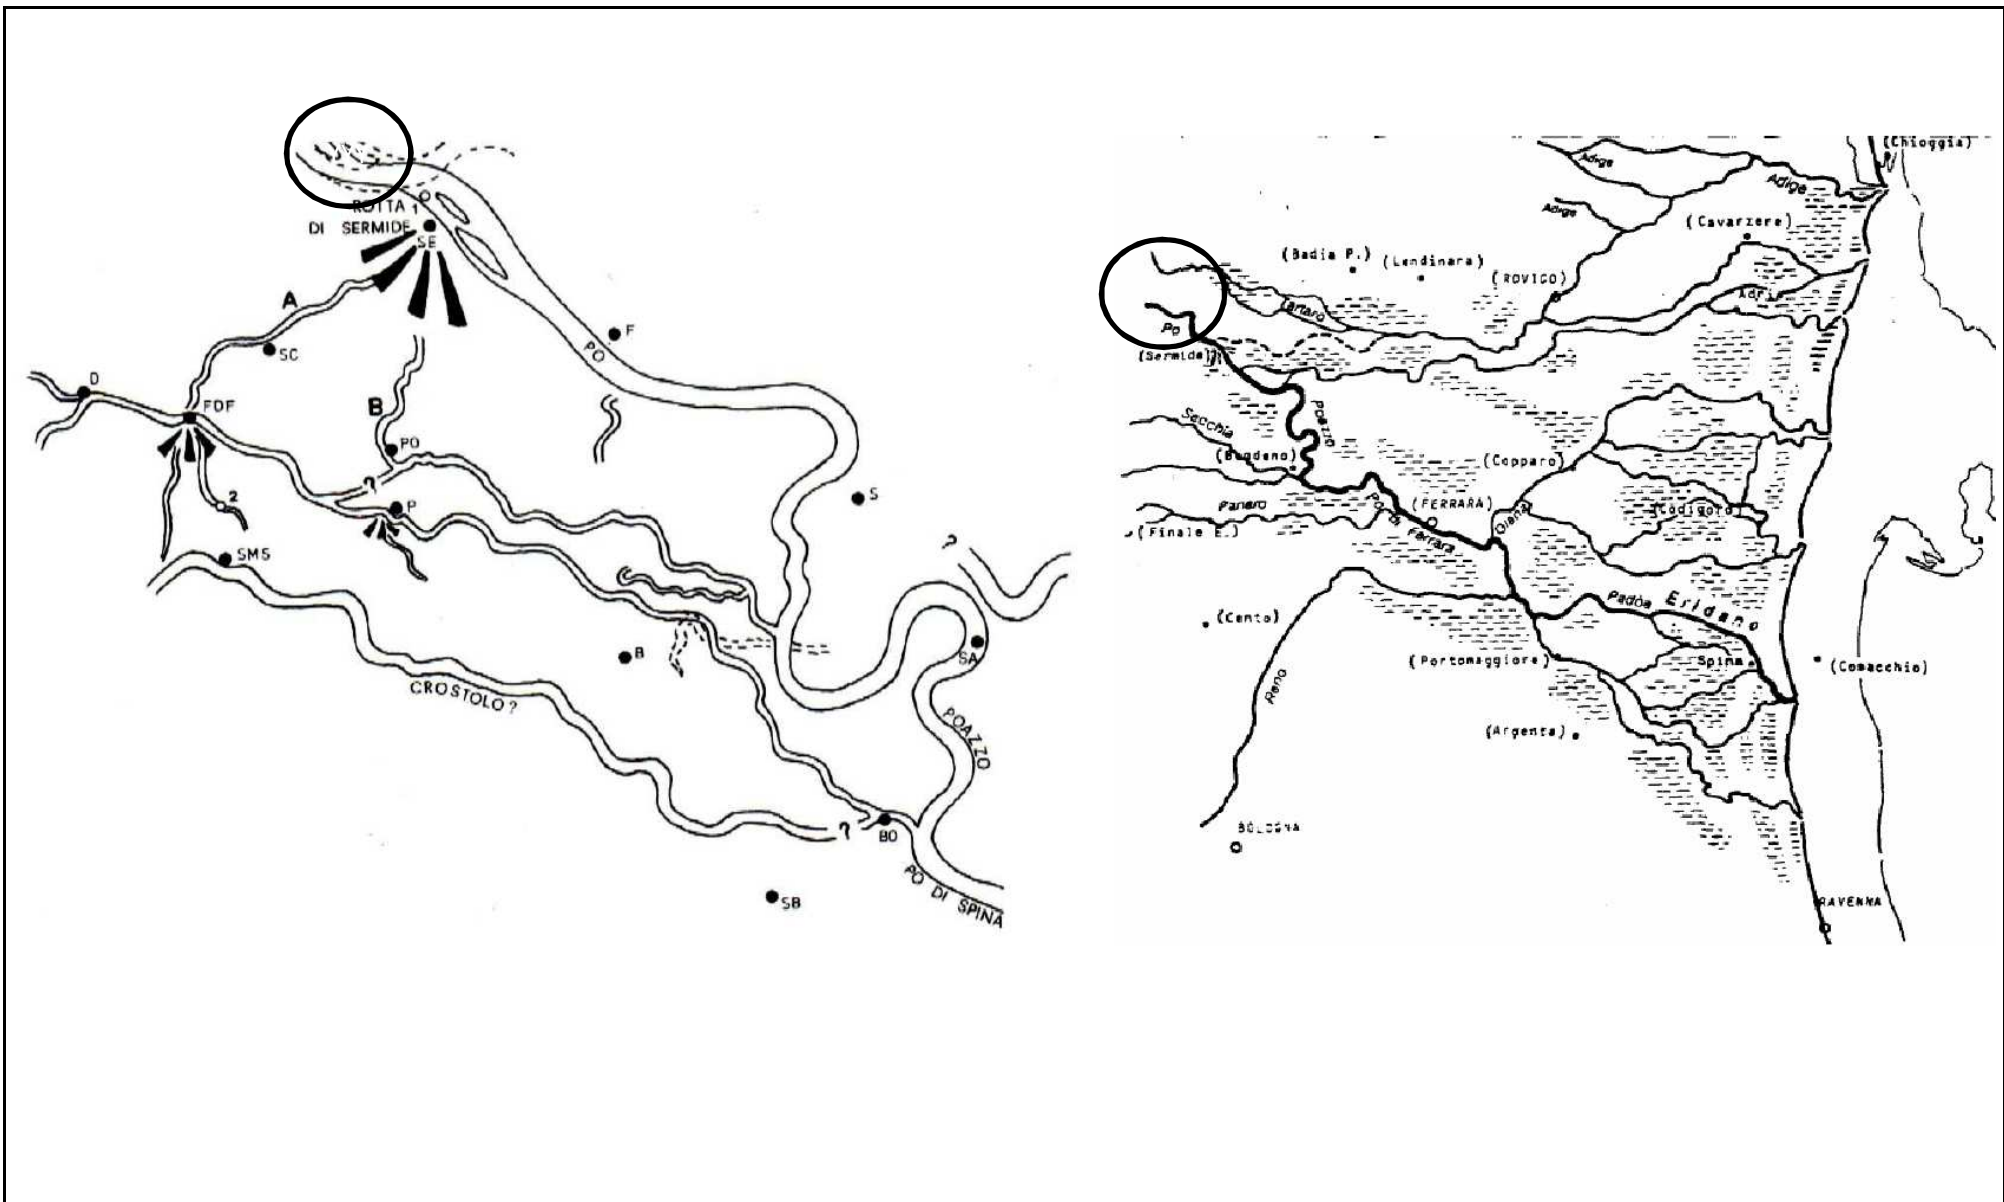 ROTTA 1
DI SERMIDE
SE
A
SC
PO
F
D
FDF
B
PO
2
?
P
S
SMS
?
B
SA
CROSTOLO ?
POAZZO
?
BO
PO DI SPINA
SB
(Chioggia)
Adige
Adige
Adige
(Cavarzere)
(Badia P.)
(Lendinara)
(ROVIGO)
Tartaro
Po
(Sermide)
Poazzo
Secchia
(Bondeno)
(Copparo)
Panaro
(FERRARA)
Po di Ferrara
(Codigoro)
(Finale E.)
Padoa Eridano
(Cento)
(Portomaggiore)
Spina
(Comacchio)
Reno
(Argenta)
BOLOGNA
RAVENNA